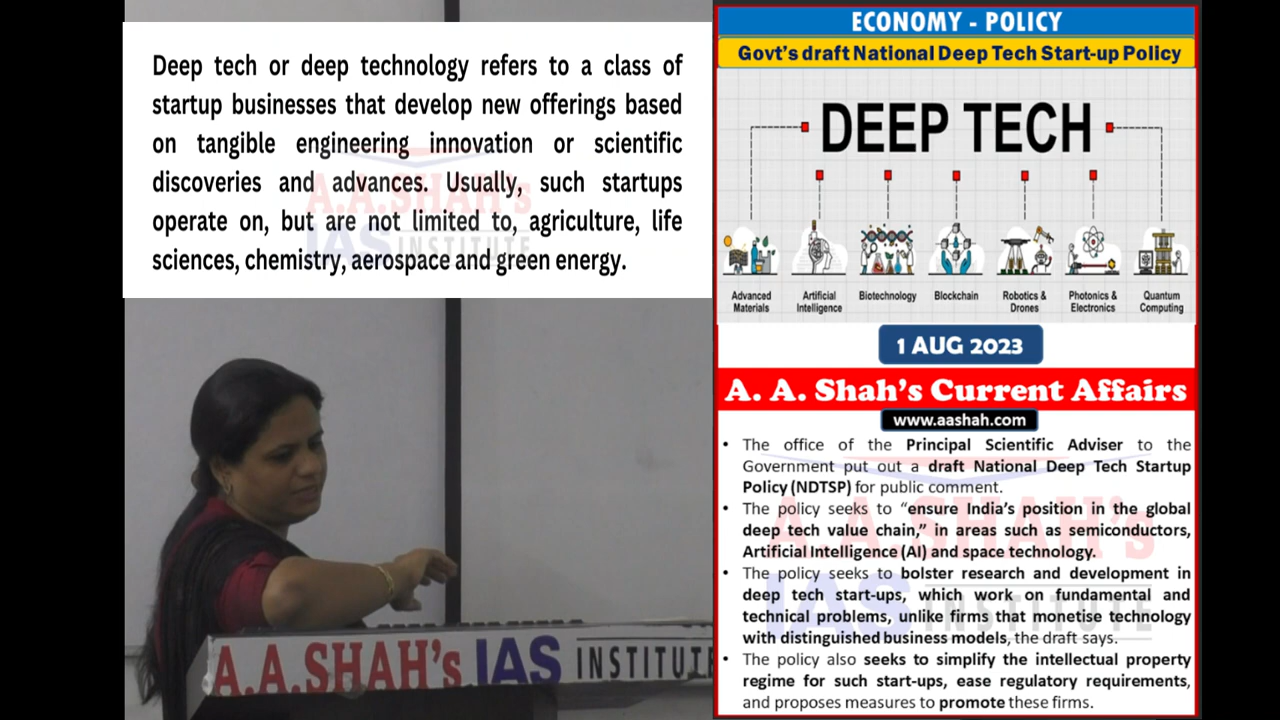 Deep tech or deep technology refers to a class of
startup businesses that develop new offerings based
on tangible engineering innovation or scientific
discoveries and advances. Usually, such startups
operate on, but are not limited to, agriculture, life
sciences, chemistry, aerospace and green energy.
A.A.SHAH's
IAS INSTITUTE
A.A.SHAH's IAS INSTITUTE
ECONOMY - POLICY
Govt's draft National Deep Tech Start-up Policy
DEEP TECH
Advanced Materials
Artificial Intelligence
Biotechnology
Blockchain
Robotics & Drones
Photonics & Electronics
Quantum Computing
1 AUG 2023
A. A. Shah's Current Affairs
www.aashah.com
• The office of the Principal Scientific Adviser to the
Government put out a draft National Deep Tech Startup
Policy (NDTSP) for public comment.
• The policy seeks to "ensure India's position in the global
deep tech value chain," in areas such as semiconductors,
Artificial Intelligence (AI) and space technology.
• The policy seeks to bolster research and development in
deep tech start-ups, which work on fundamental and
technical problems, unlike firms that monetise technology
with distinguished business models, the draft says.
• The policy also seeks to simplify the intellectual property
regime for such start-ups, ease regulatory requirements,
and proposes measures to promote these firms.
A.A.SHAH's
IAS INSTITUTE